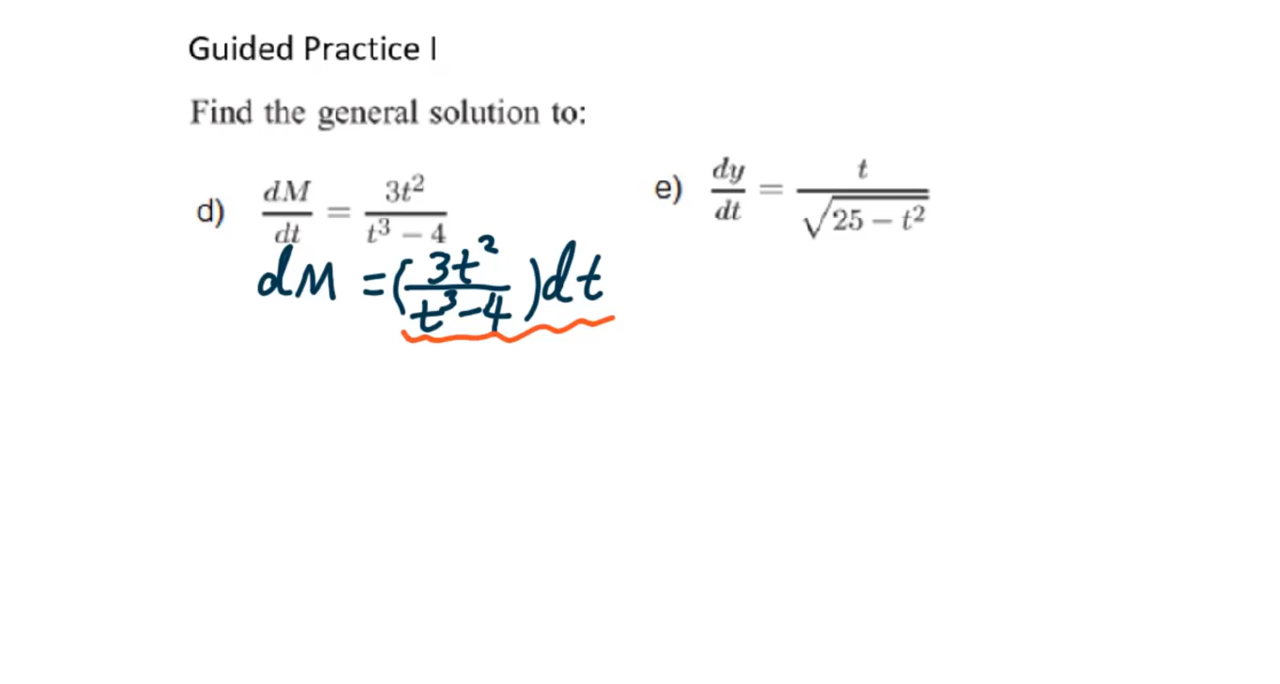 Guided Practice I
Find the general solution to:
d) dM/dt = 3t²/(t³ − 4)
e) dy/dt = t/√(25 − t²)
dM = (3t²/(t³−4))dt